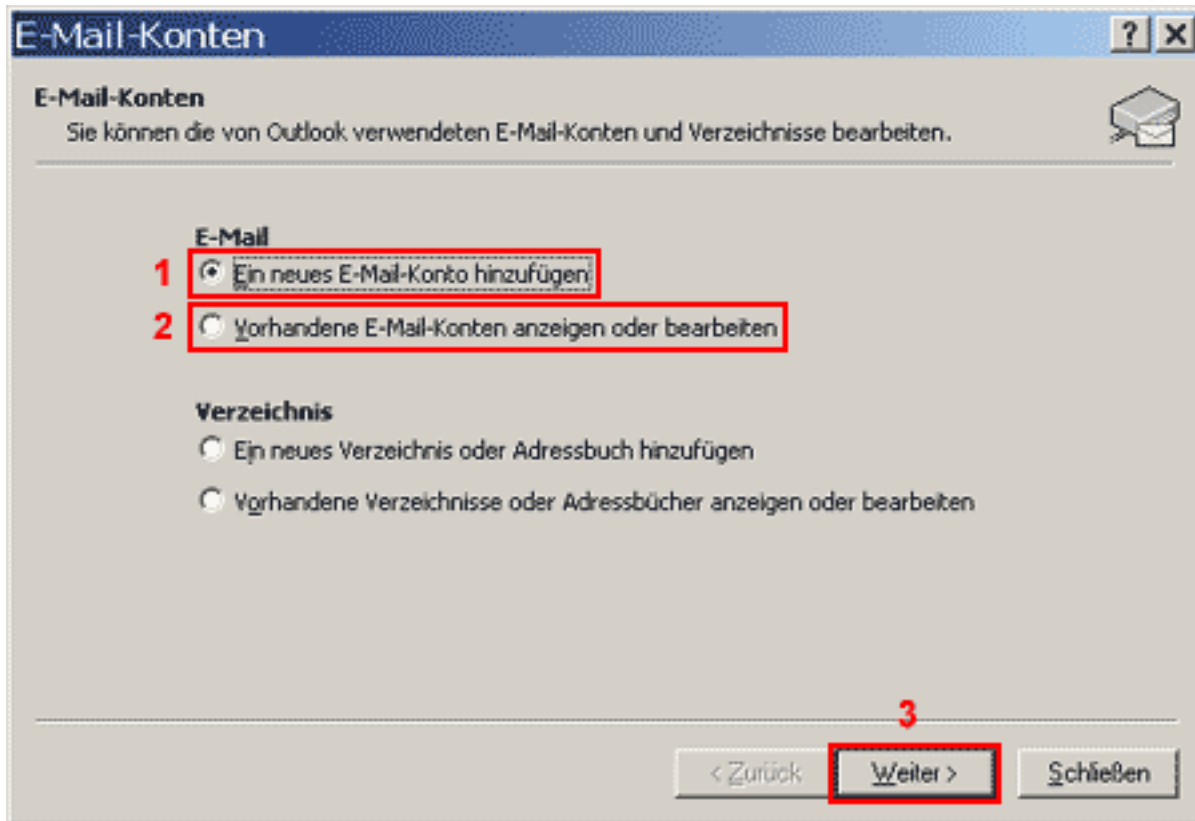 E-Mail-Konten
E-Mail-Konten
Sie können die von Outlook verwendeten E-Mail-Konten und Verzeichnisse bearbeiten.
E-Mail
1 Ein neues E-Mail-Konto hinzufügen
2 Vorhandene E-Mail-Konten anzeigen oder bearbeiten
Verzeichnis
Ein neues Verzeichnis oder Adressbuch hinzufügen
Vorhandene Verzeichnisse oder Adressbücher anzeigen oder bearbeiten
3
< Zurück Weiter > Schließen